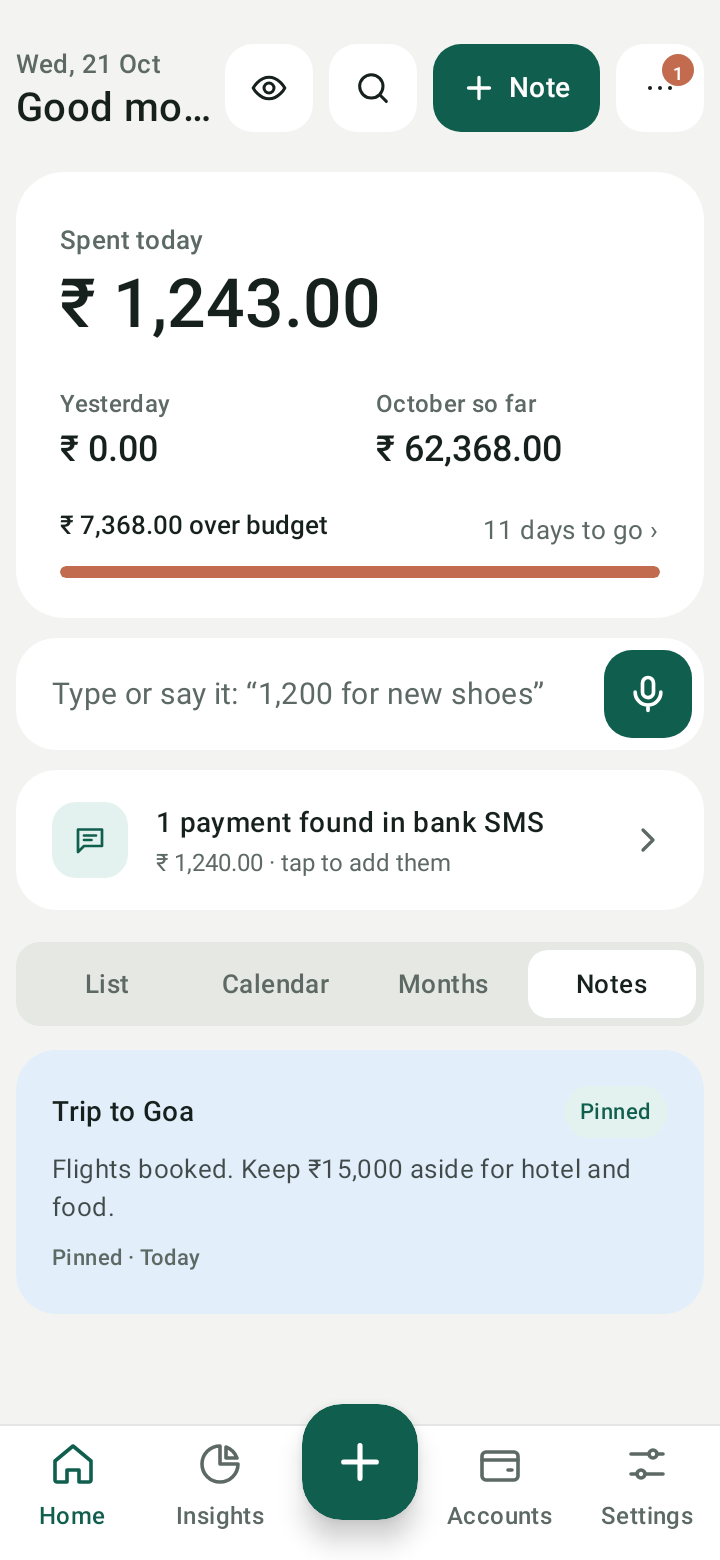 Wed, 21 Oct
Good mo...
Note
1
Spent today
₹ 1,243.00
Yesterday
October so far
₹ 0.00
₹ 62,368.00
₹ 7,368.00 over budget
11 days to go ›
Type or say it: “1,200 for new shoes”
1 payment found in bank SMS
₹ 1,240.00 · tap to add them
List
Calendar
Months
Notes
Trip to Goa
Pinned
Flights booked. Keep ₹15,000 aside for hotel and
food.
Pinned · Today
Home
Insights
Accounts
Settings